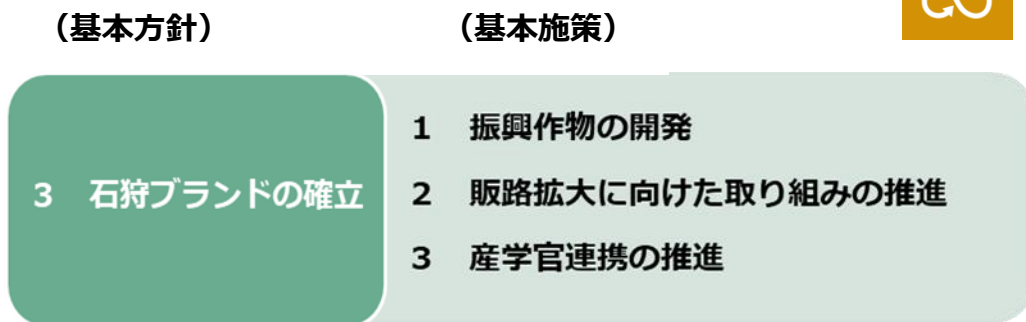 （基本方針）　（基本施策）
3　石狩ブランドの確立
1　振興作物の開発
2　販路拡大に向けた取り組みの推進
3　産学官連携の推進